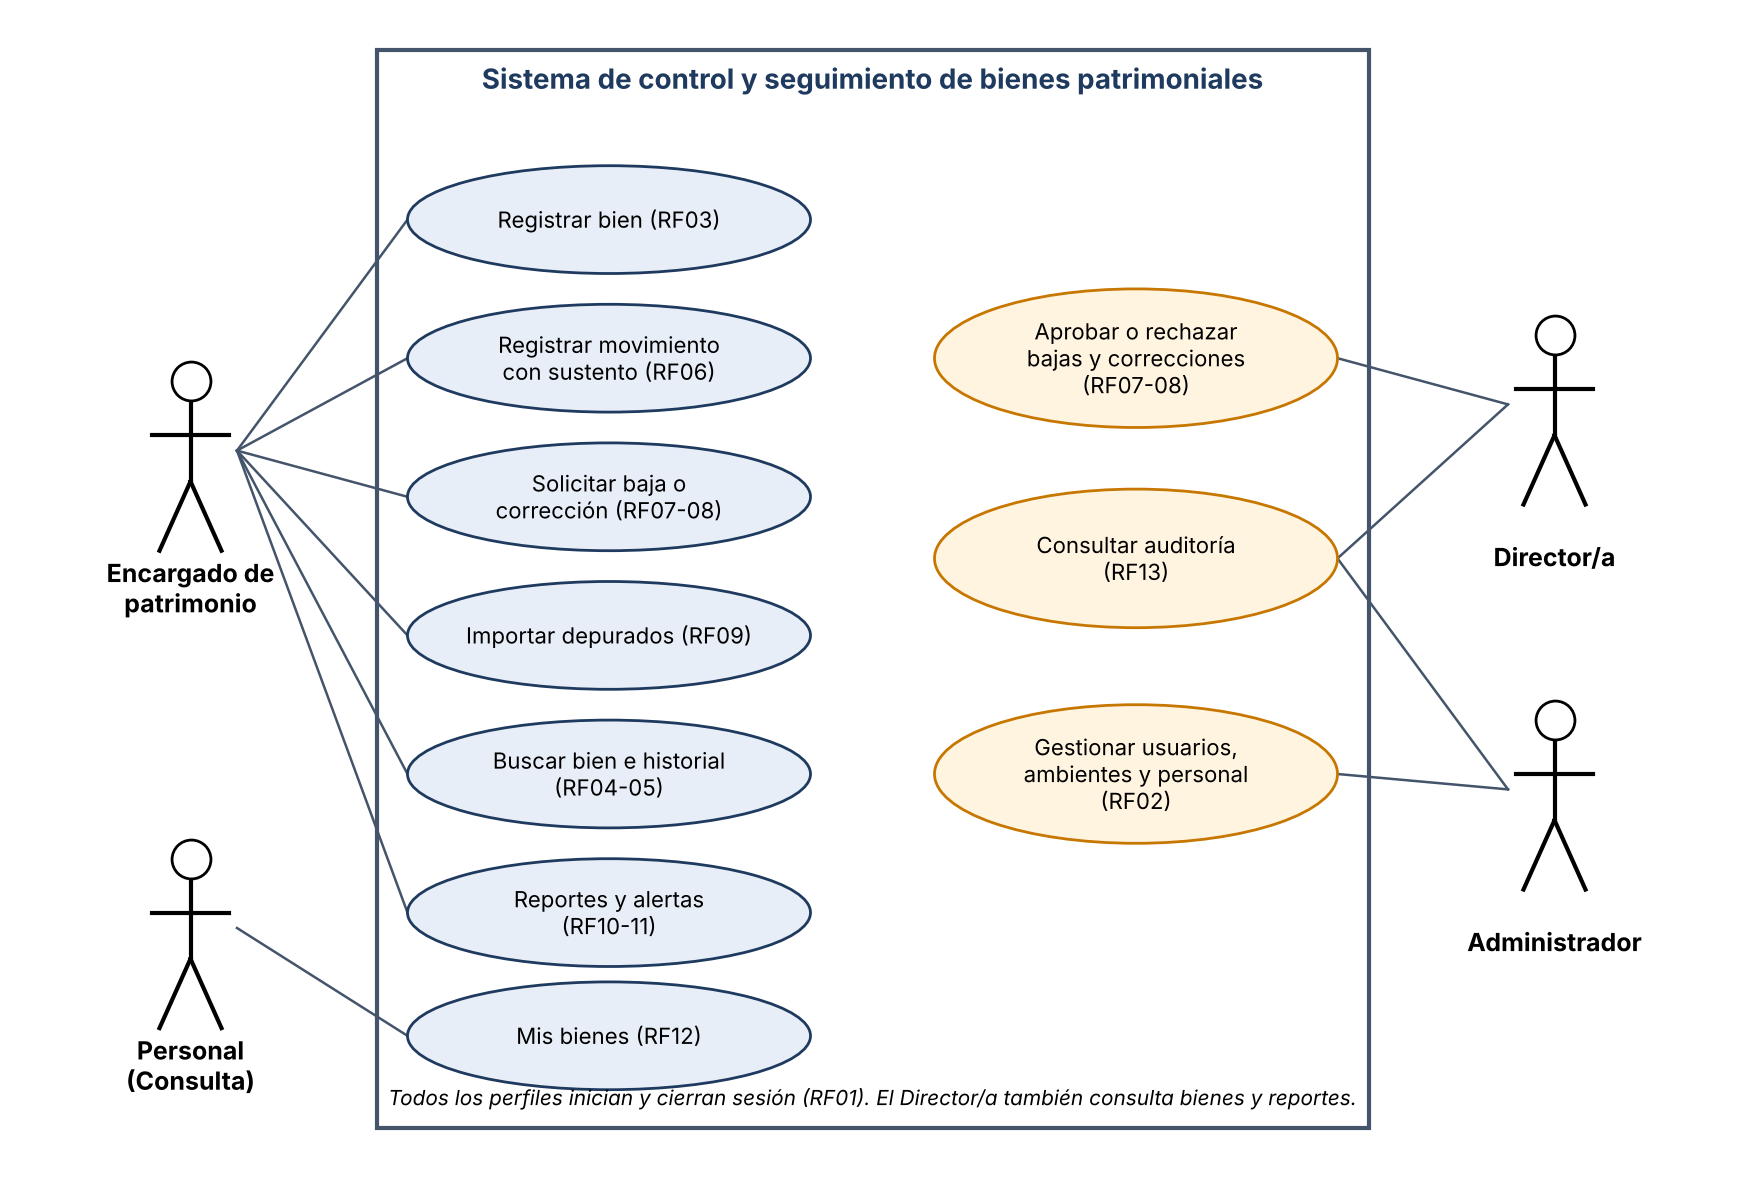 Sistema de control y seguimiento de bienes patrimoniales
Registrar bien (RF03)
Registrar movimiento
con sustento (RF06)
Solicitar baja o
corrección (RF07-08)
Importar depurados (RF09)
Buscar bien e historial
(RF04-05)
Reportes y alertas
(RF10-11)
Mis bienes (RF12)
Aprobar o rechazar
bajas y correcciones
(RF07-08)
Consultar auditoría
(RF13)
Gestionar usuarios,
ambientes y personal
(RF02)
Encargado de
patrimonio
Personal
(Consulta)
Director/a
Administrador
Todos los perfiles inician y cierran sesión (RF01). El Director/a también consulta bienes y reportes.